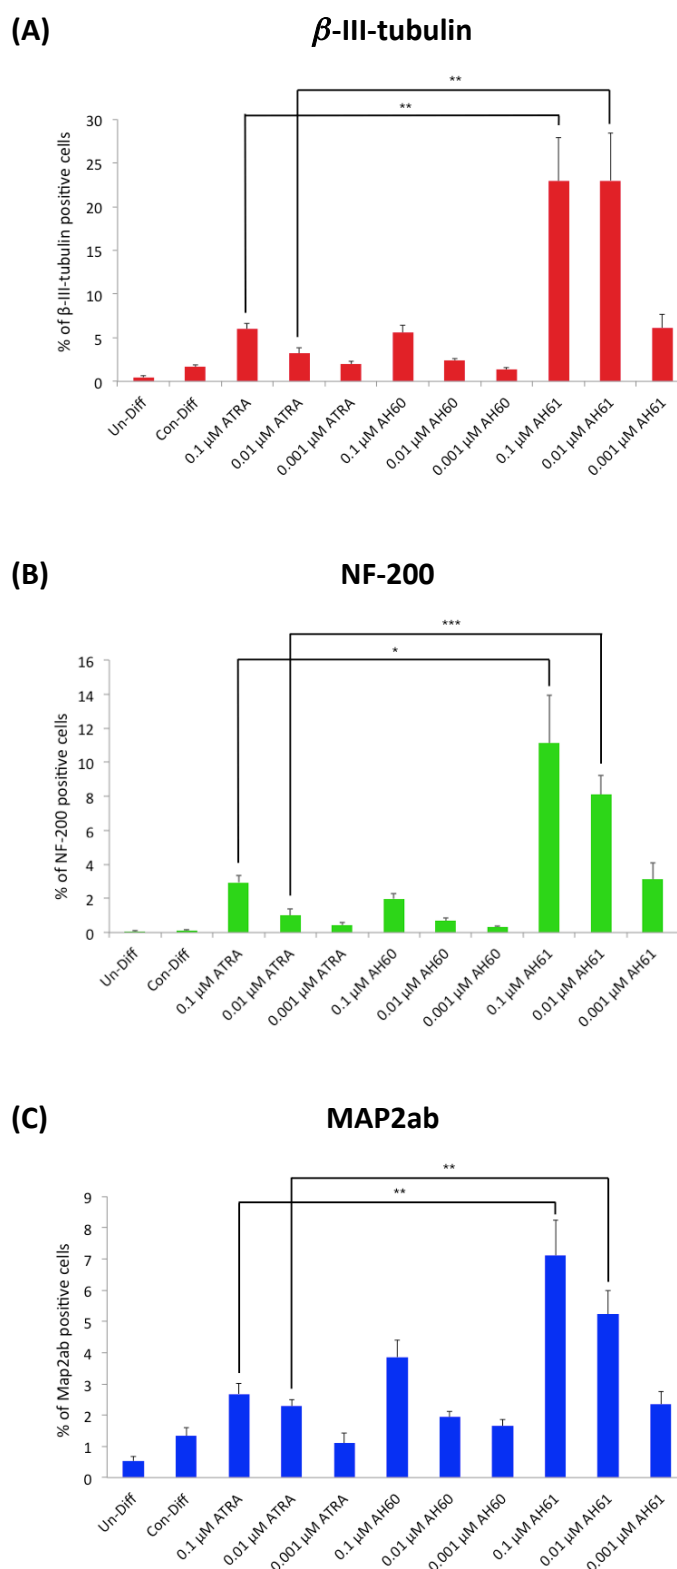 (A) β-III-tubulin
**
**
% of β-III-tubulin positive cells
30
25
20
15
10
5
0
Un-Diff
Con-Diff
0.1 µM ATRA
0.01 µM ATRA
0.001 µM ATRA
0.1 µM AH60
0.01 µM AH60
0.001 µM AH60
0.1 µM AH61
0.01 µM AH61
0.001 µM AH61
(B) NF-200
***
*
% of NF-200 positive cells
16
14
12
10
8
6
4
2
0
Un-Diff
Con-Diff
0.1 µM ATRA
0.01 µM ATRA
0.001 µM ATRA
0.1 µM AH60
0.01 µM AH60
0.001 µM AH60
0.1 µM AH61
0.01 µM AH61
0.001 µM AH61
(C) MAP2ab
**
**
% of Map2ab positive cells
9
8
7
6
5
4
3
2
1
0
Un-Diff
Con-Diff
0.1 µM ATRA
0.01 µM ATRA
0.001 µM ATRA
0.1 µM AH60
0.01 µM AH60
0.001 µM AH60
0.1 µM AH61
0.01 µM AH61
0.001 µM AH61